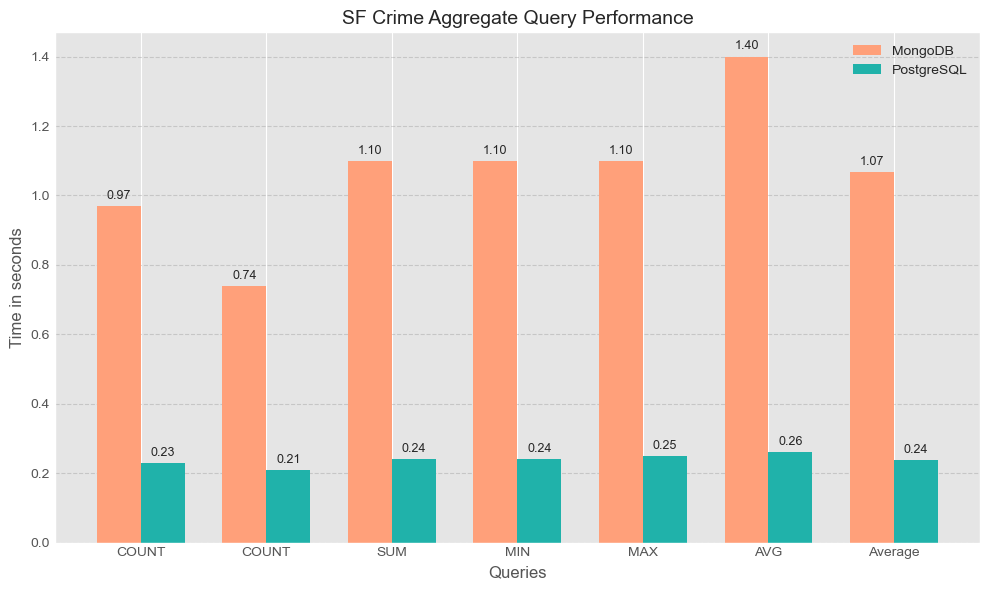 SF Crime Aggregate Query Performance
MongoDB
PostgreSQL
Time in seconds
1.4
1.2
1.0
0.8
0.6
0.4
0.2
0.0
0.97
0.23
0.74
0.21
1.10
0.24
1.10
0.24
1.10
0.25
1.40
0.26
1.07
0.24
COUNT
COUNT
SUM
MIN
MAX
AVG
Average
Queries